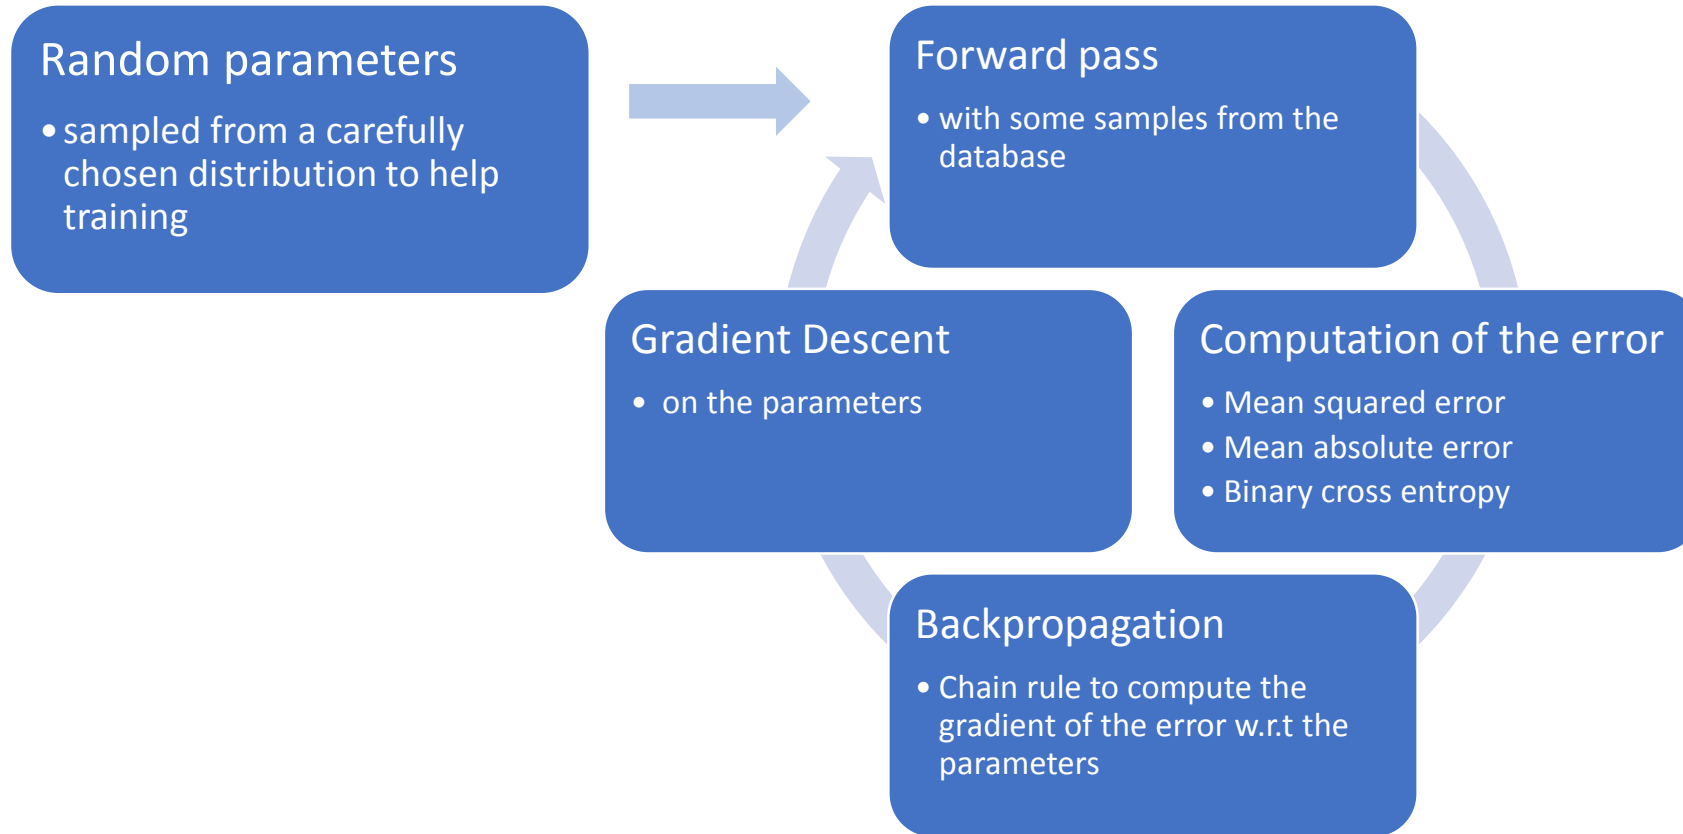 Random parameters
• sampled from a carefully
chosen distribution to help
training
Forward pass
• with some samples from the
database
Gradient Descent
• on the parameters
Computation of the error
• Mean squared error
• Mean absolute error
• Binary cross entropy
Backpropagation
• Chain rule to compute the
gradient of the error w.r.t the
parameters